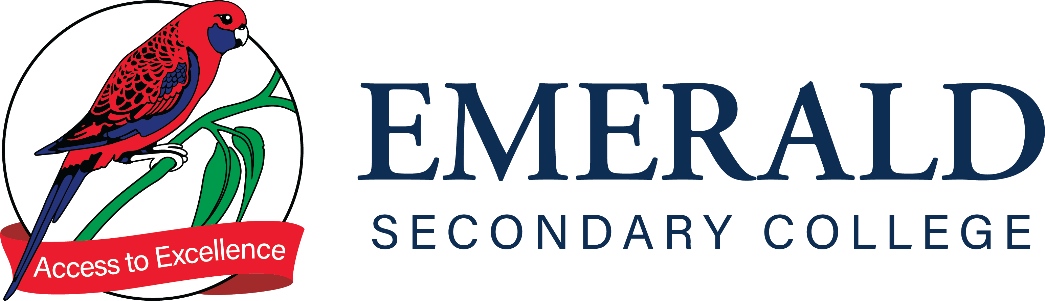 EMERALD
SECONDARY COLLEGE
Access to Excellence